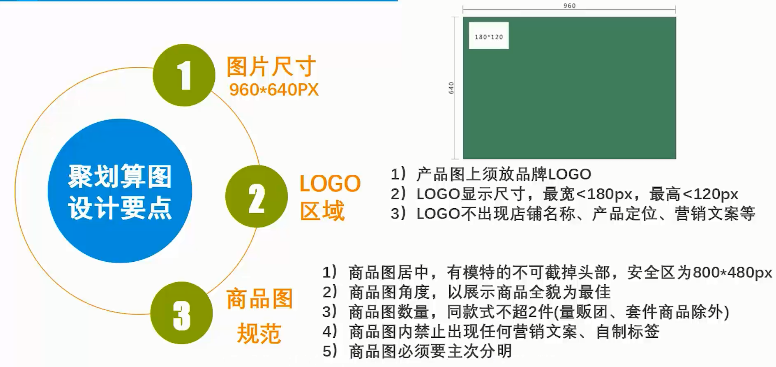 960
180*120
640
聚划算图
设计要点
1
图片尺寸
960*640PX
2
LOGO
区域
1）产品图上须放品牌LOGO
2）LOGO显示尺寸，最宽<180px，最高<120px
3）LOGO不出现店铺名称、产品定位、营销文案等
3
商品图
规范
1）商品图居中，有模特的不可截掉头部，安全区为800*480px
2）商品图角度，以展示商品全貌为最佳
3）商品图数量，同款式不超2件(量贩团、套件商品除外)
4）商品图内禁止出现任何营销文案、自制标签
5）商品图必须要主次分明